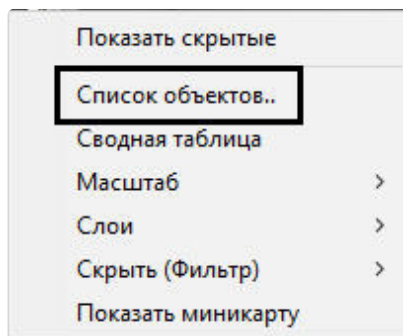 Показать скрытые
Список объектов..
Сводная таблица
Масштаб
Слои
Скрыть (Фильтр)
Показать миникарту